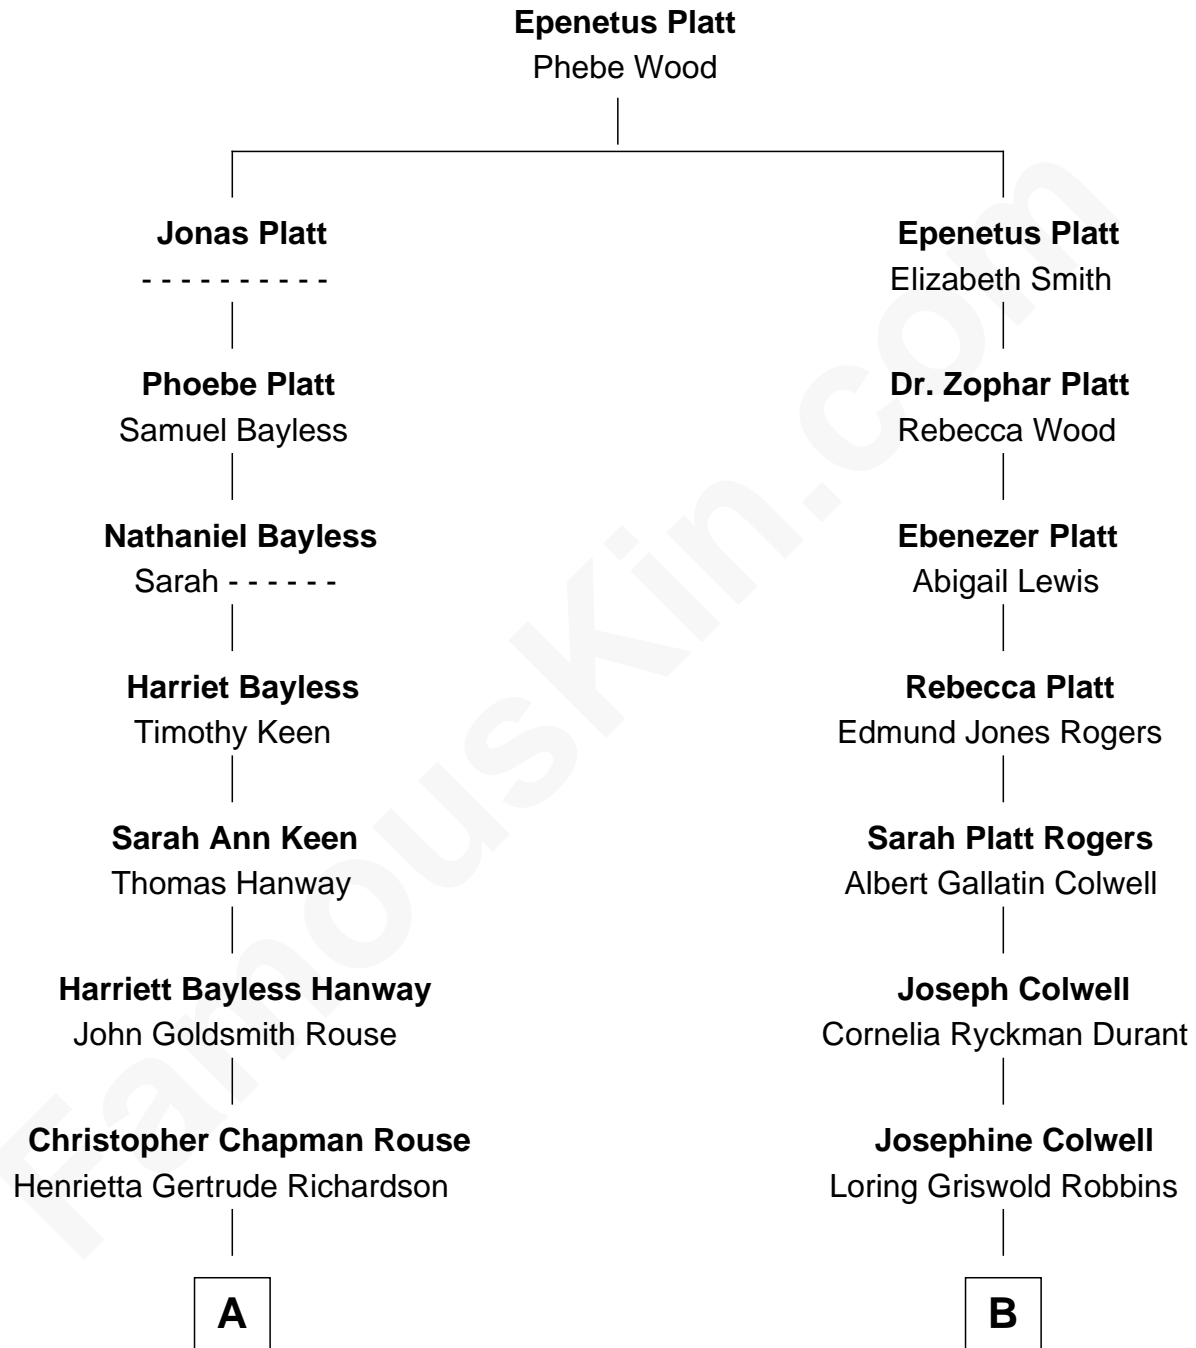 Epenetus Platt
Phebe Wood
Jonas Platt
- - - - - - - - - -
Phoebe Platt
Samuel Bayless
Nathaniel Bayless
Sarah - - - - - -
Harriet Bayless
Timothy Keen
Sarah Ann Keen
Thomas Hanway
Harriett Bayless Hanway
John Goldsmith Rouse
Christopher Chapman Rouse
Henrietta Gertrude Richardson
A
Epenetus Platt
Elizabeth Smith
Dr. Zophar Platt
Rebecca Wood
Ebenezer Platt
Abigail Lewis
Rebecca Platt
Edmund Jones Rogers
Sarah Platt Rogers
Albert Gallatin Colwell
Joseph Colwell
Cornelia Ryckman Durant
Josephine Colwell
Loring Griswold Robbins
B
FamousKin.com